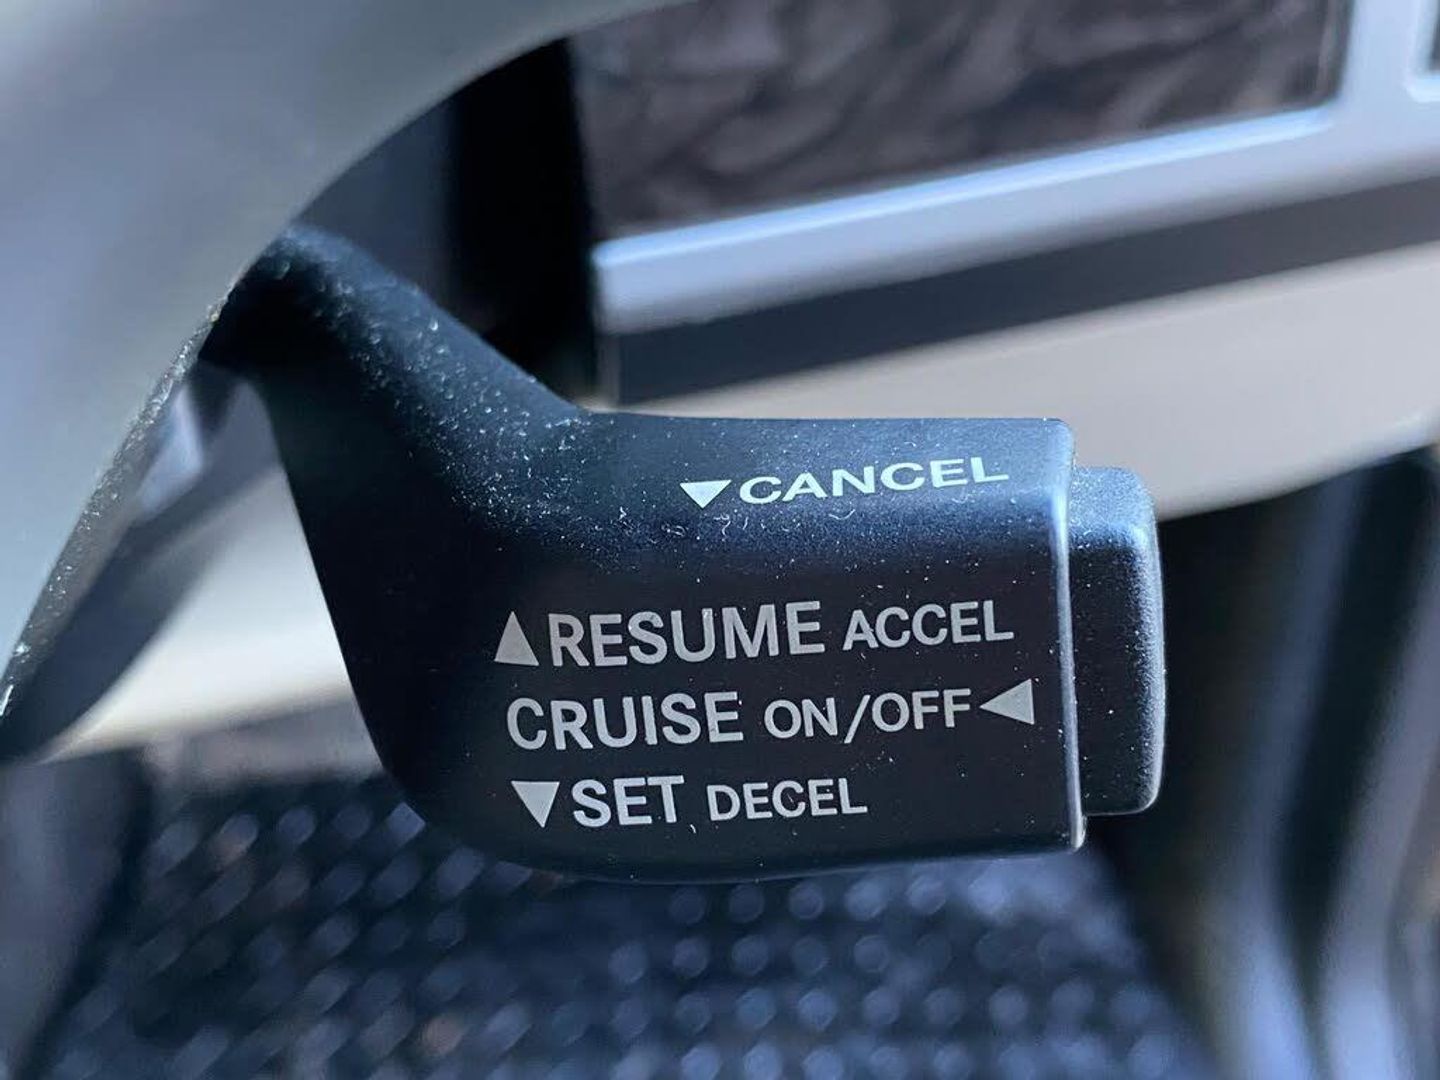 ▼CANCEL
▲RESUME ACCEL
CRUISE ON/OFF◀
▼SET DECEL